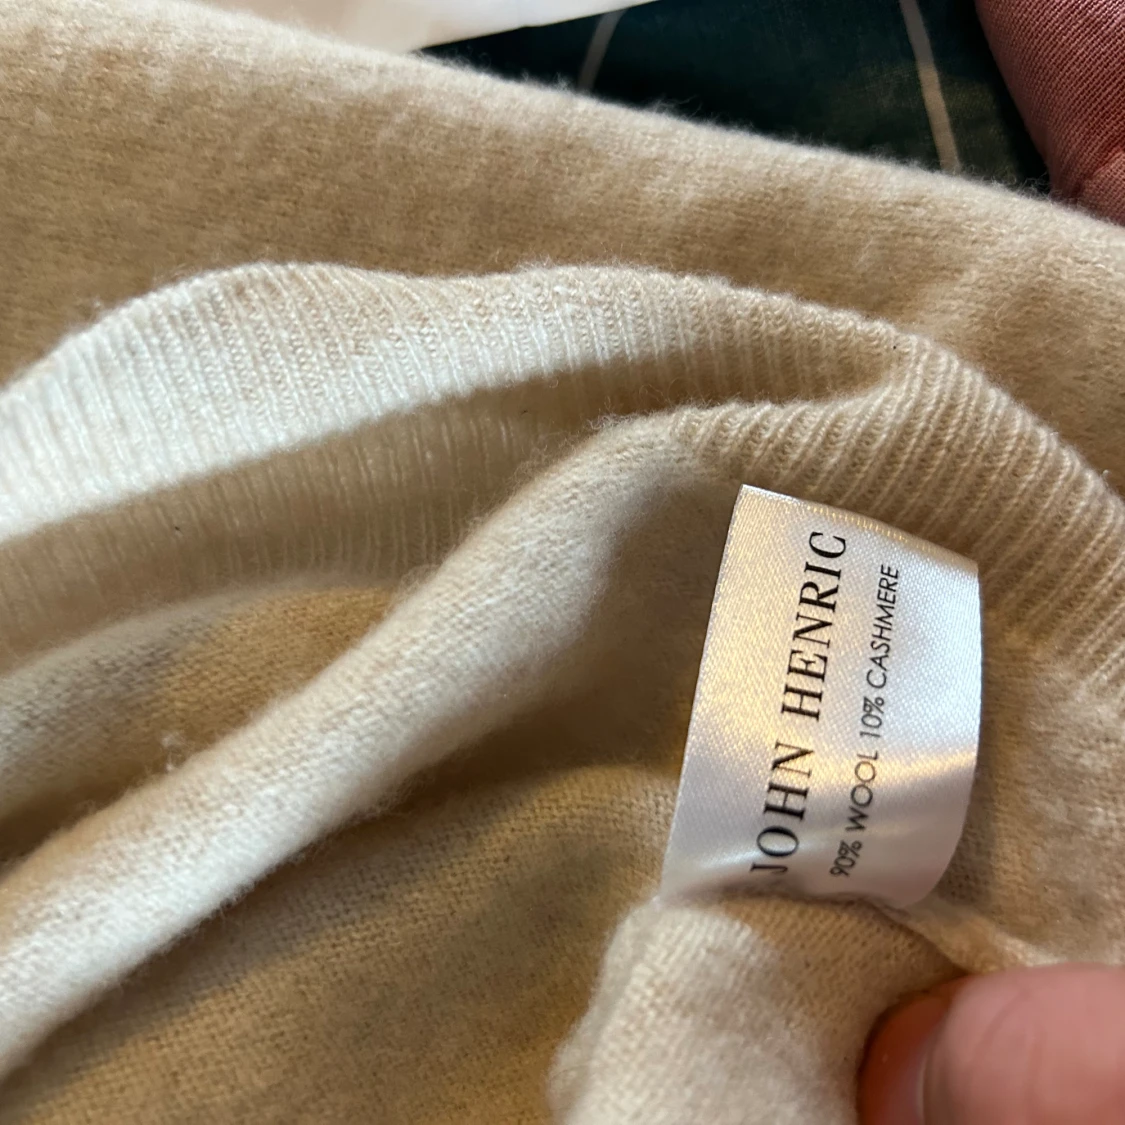 JOHN HENRIC
90% WOOL 10% CASHMERE